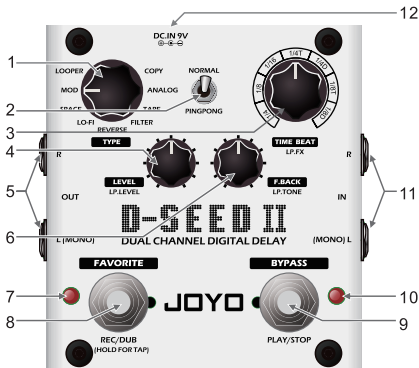 12
DC.IN 9V
1
LOOPER
COPY
MOD
ANALOG
SPACE
TAPE
LO-FI
FILTER
REVERSE
TYPE
2
NORMAL
PINGPONG
3
1/4
1/8
1/16
1/4T
1/4D
1/8T
1/8D
TIME BEAT
LP.FX
4
R
R
LEVEL
LP.LEVEL
F.BACK
LP.TONE
5
OUT
IN
11
6
D-SEED II
L (MONO)
DUAL CHANNEL DIGITAL DELAY
(MONO) L
FAVORITE
BYPASS
7
JOYO
10
8
9
REC/DUB
(HOLD FOR TAP)
PLAY/STOP